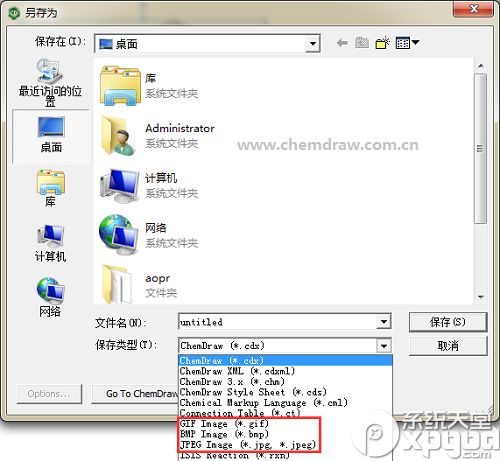 另存为
保存在(I):
桌面
最近访问的位置
桌面
库
计算机
网络
库
系统文件夹
Administrator
系统文件夹
www.chemdraw.com.cn
计算机
系统文件夹
网络
系统文件夹
aopr
文件夹
文件名(N):
untitled
保存(S)
保存类型(T):
ChemDraw (*.cdx)
取消
ChemDraw (*.cdx)
ChemDraw XML (*.cdxml)
ChemDraw 3.x (*.chm)
ChemDraw Style Sheet (*.cds)
Chemical Markup Language (*.cml)
Connection Table (*.ct)
GIF Image (*.gif)
BMP Image (*.bmp)
JPEG Image (*.jpg, *.jpeg)
ISIS Reaction (*.rxn)
Options...
Go To ChemDraw
系统天堂
xpgod.com